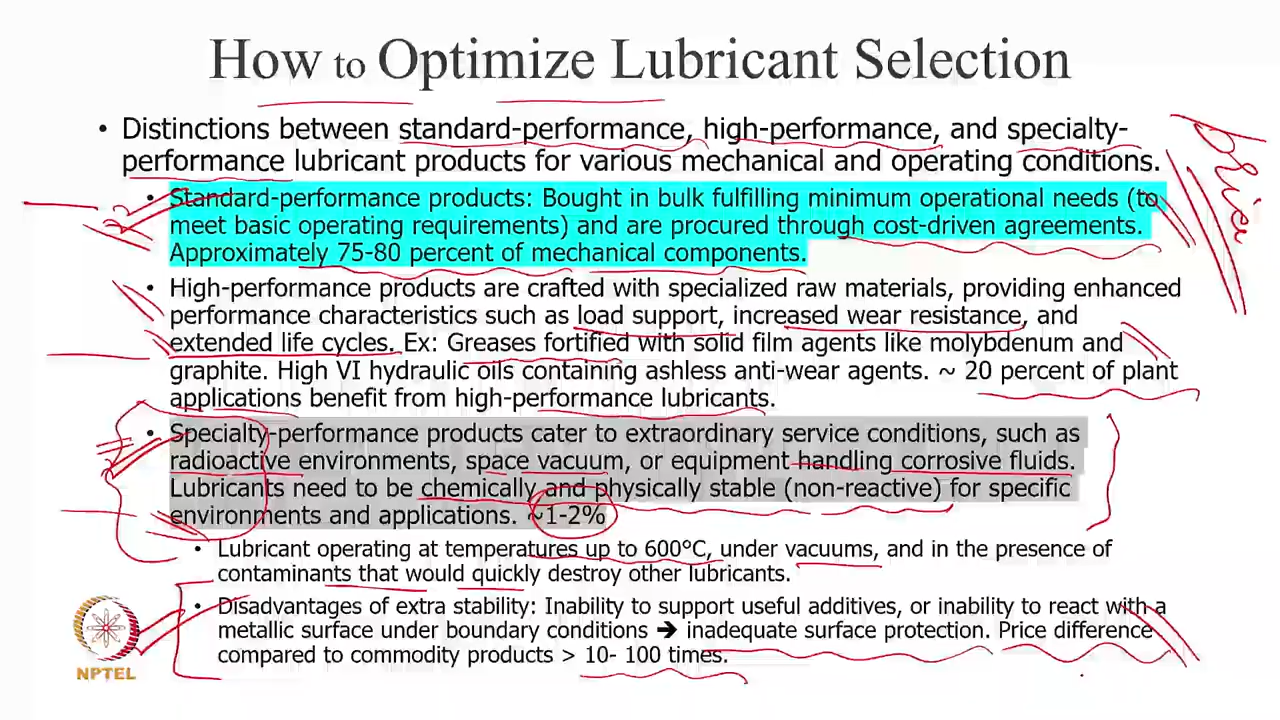 How to Optimize Lubricant Selection
• Distinctions between standard-performance, high-performance, and specialty-
performance lubricant products for various mechanical and operating conditions.
• Standard-performance products: Bought in bulk fulfilling minimum operational needs (to
meet basic operating requirements) and are procured through cost-driven agreements.
Approximately 75-80 percent of mechanical components.
• High-performance products are crafted with specialized raw materials, providing enhanced
performance characteristics such as load support, increased wear resistance, and
extended life cycles. Ex: Greases fortified with solid film agents like molybdenum and
graphite. High VI hydraulic oils containing ashless anti-wear agents. ~ 20 percent of plant
applications benefit from high-performance lubricants.
• Specialty-performance products cater to extraordinary service conditions, such as
radioactive environments, space vacuum, or equipment handling corrosive fluids.
Lubricants need to be chemically and physically stable (non-reactive) for specific
environments and applications. ~1-2%
• Lubricant operating at temperatures up to 600°C, under vacuums, and in the presence of
contaminants that would quickly destroy other lubricants.
• Disadvantages of extra stability: Inability to support useful additives, or inability to react with a
metallic surface under boundary conditions ➔ inadequate surface protection. Price difference
compared to commodity products > 10- 100 times.
NPTEL